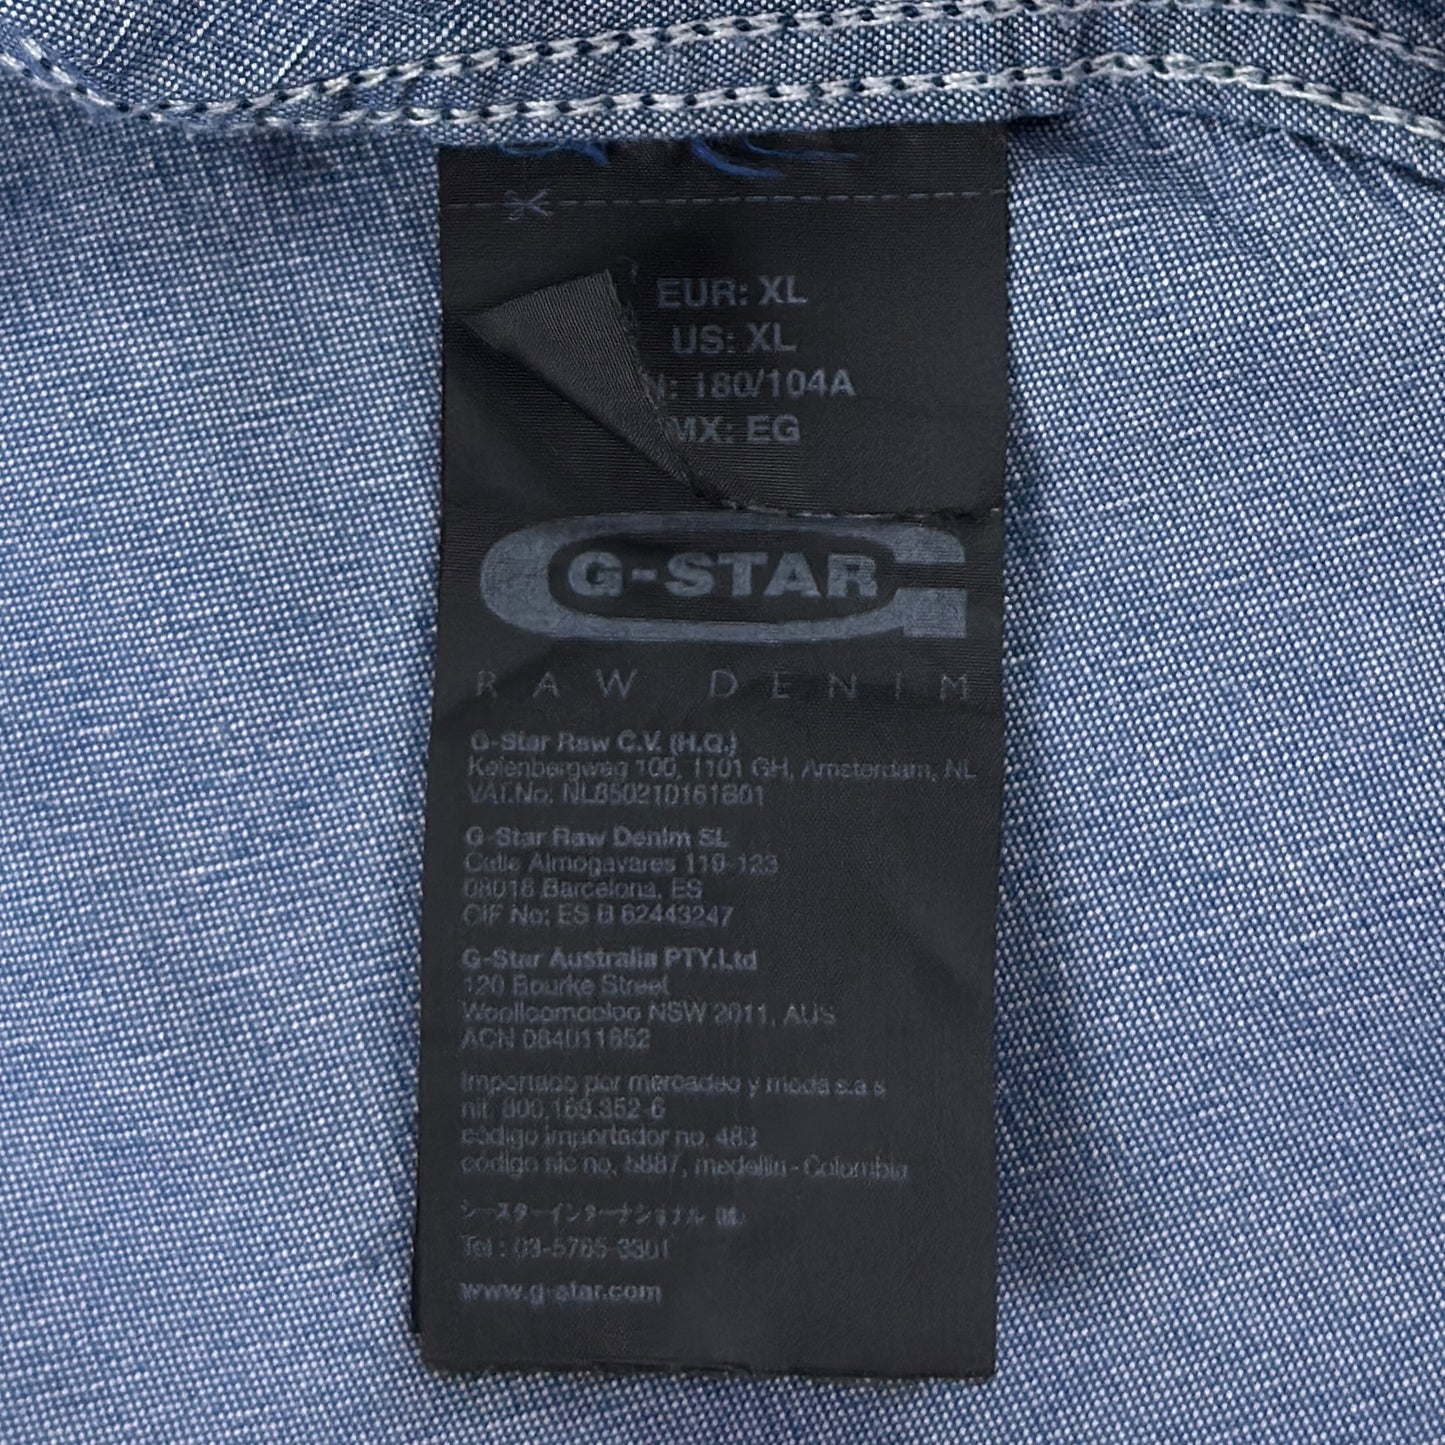 EUR: XL
US: XL
N: 180/104A
MX: EG
G-STAR
RAW DENIM
G-Star Raw C.V. (H.Q.)
Keienbergweg 100, 1101 GH, Amsterdam, NL
VAT.No: NL850210161B01
G-Star Raw Denim SL
Calle Almogavares 119-123
08018 Barcelona, ES
CIF No: ES B 62443247
G-Star Australia PTY.Ltd
120 Bourke Street
Woolloomooloo NSW 2011, AUS
ACN 084011652
Importado por mercadeo y moda s.a s
nit. 800.169.352-6
código importador no. 483
código sic no. 5887, medellin - Colombia
ジースターインターナショナル (株)
Tel : 03-5765-3301
www.g-star.com